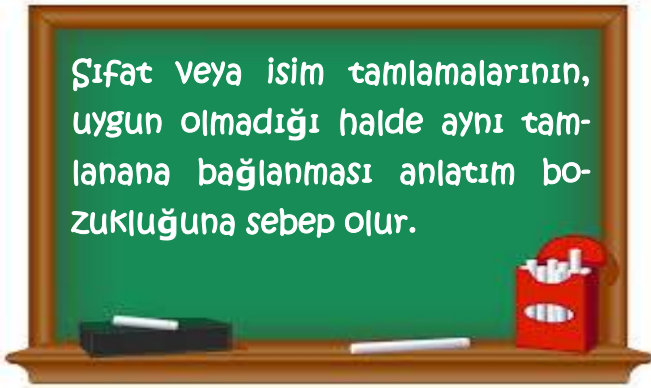 Sıfat veya isim tamlamalarının,
uygun olmadığı halde aynı tam-
lanana bağlanması anlatım bo-
zukluğuna sebep olur.